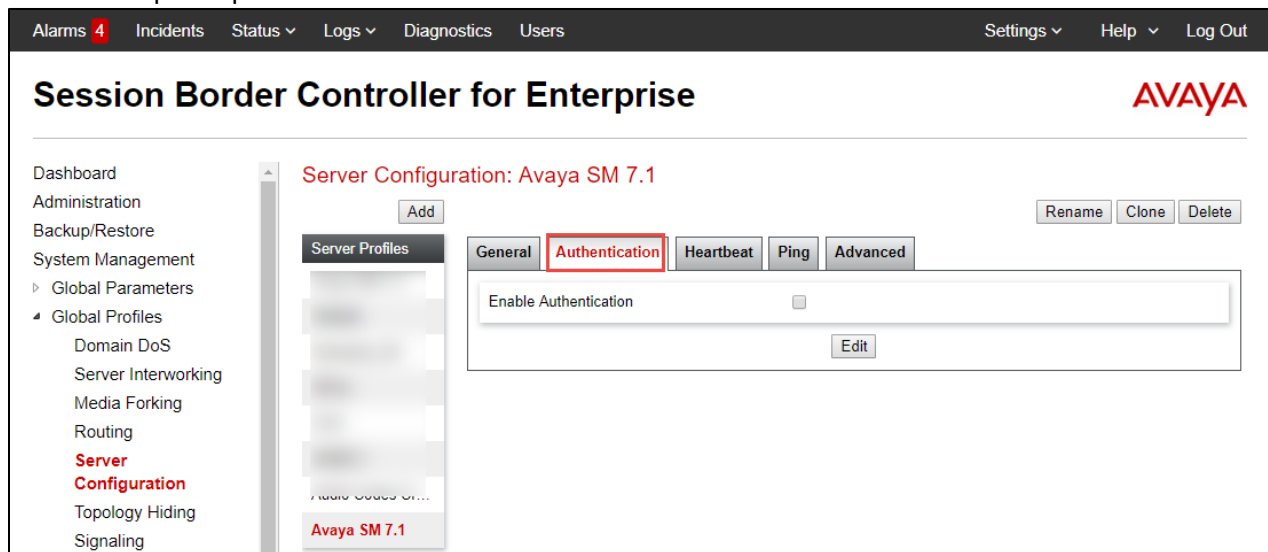 Alarms 4 Incidents Status Logs Diagnostics Users Settings Help Log Out
Session Border Controller for Enterprise
AVAYA
Dashboard
Administration
Backup/Restore
System Management
Global Parameters
Global Profiles
Domain DoS
Server Interworking
Media Forking
Routing
Server
Configuration
Topology Hiding
Signaling
Server Configuration: Avaya SM 7.1
Add
Rename Clone Delete
Server Profiles
Avaya SM 7.1
General Authentication Heartbeat Ping Advanced
Enable Authentication
Edit